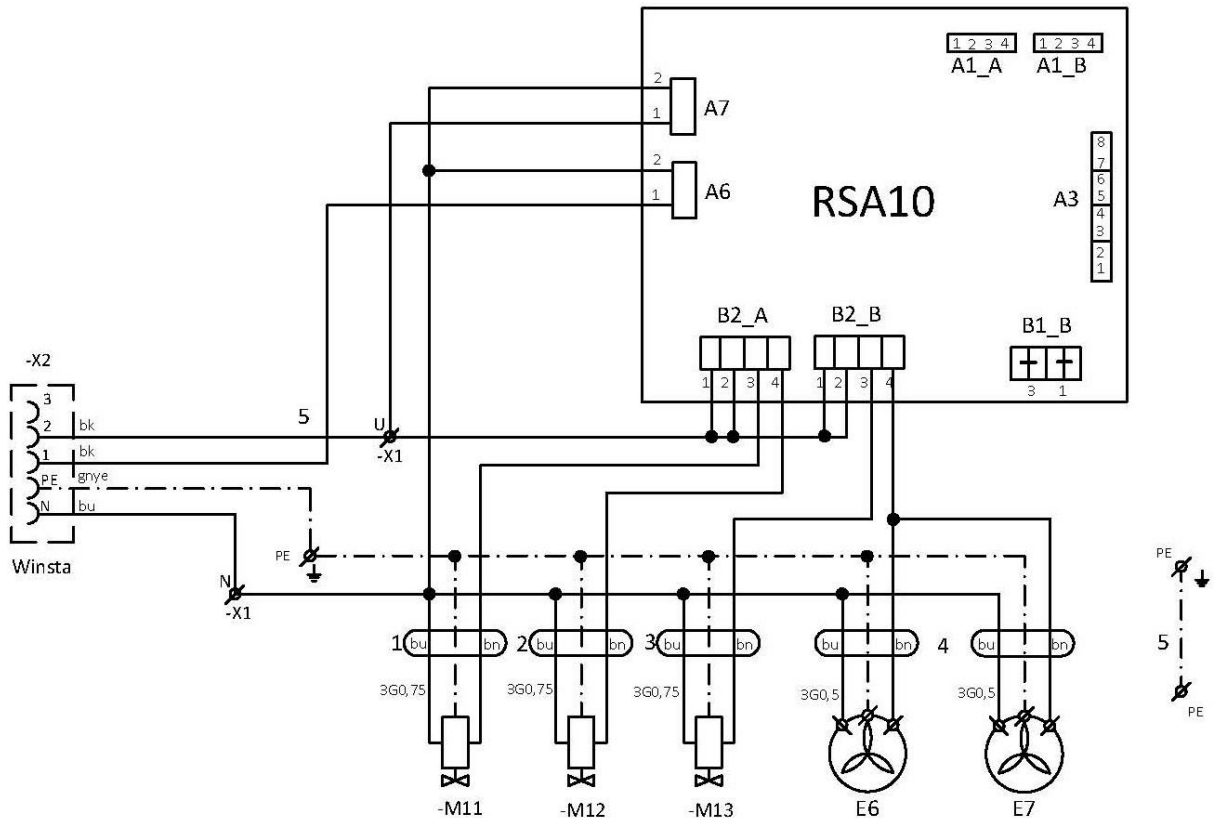 1 2 3 4
1 2 3 4
A1_A
A1_B
2
A7
1
2
A6
1
RSA10
8
7
6
5
4
3
2
1
A3
B2_A
B2_B
B1_B
1 2 3 4
1 2 3 4
3 1
-X2
3
2
bk
5
U
-X1
1
bk
PE
gnye
N
bu
Winsta
PE
N
-X1
PE
1
bu
bn
2
bu
bn
3
bu
bn
bu
bn
4
bu
bn
5
3G0,75
3G0,75
3G0,75
3G0,5
3G0,5
PE
-M11
-M12
-M13
E6
E7